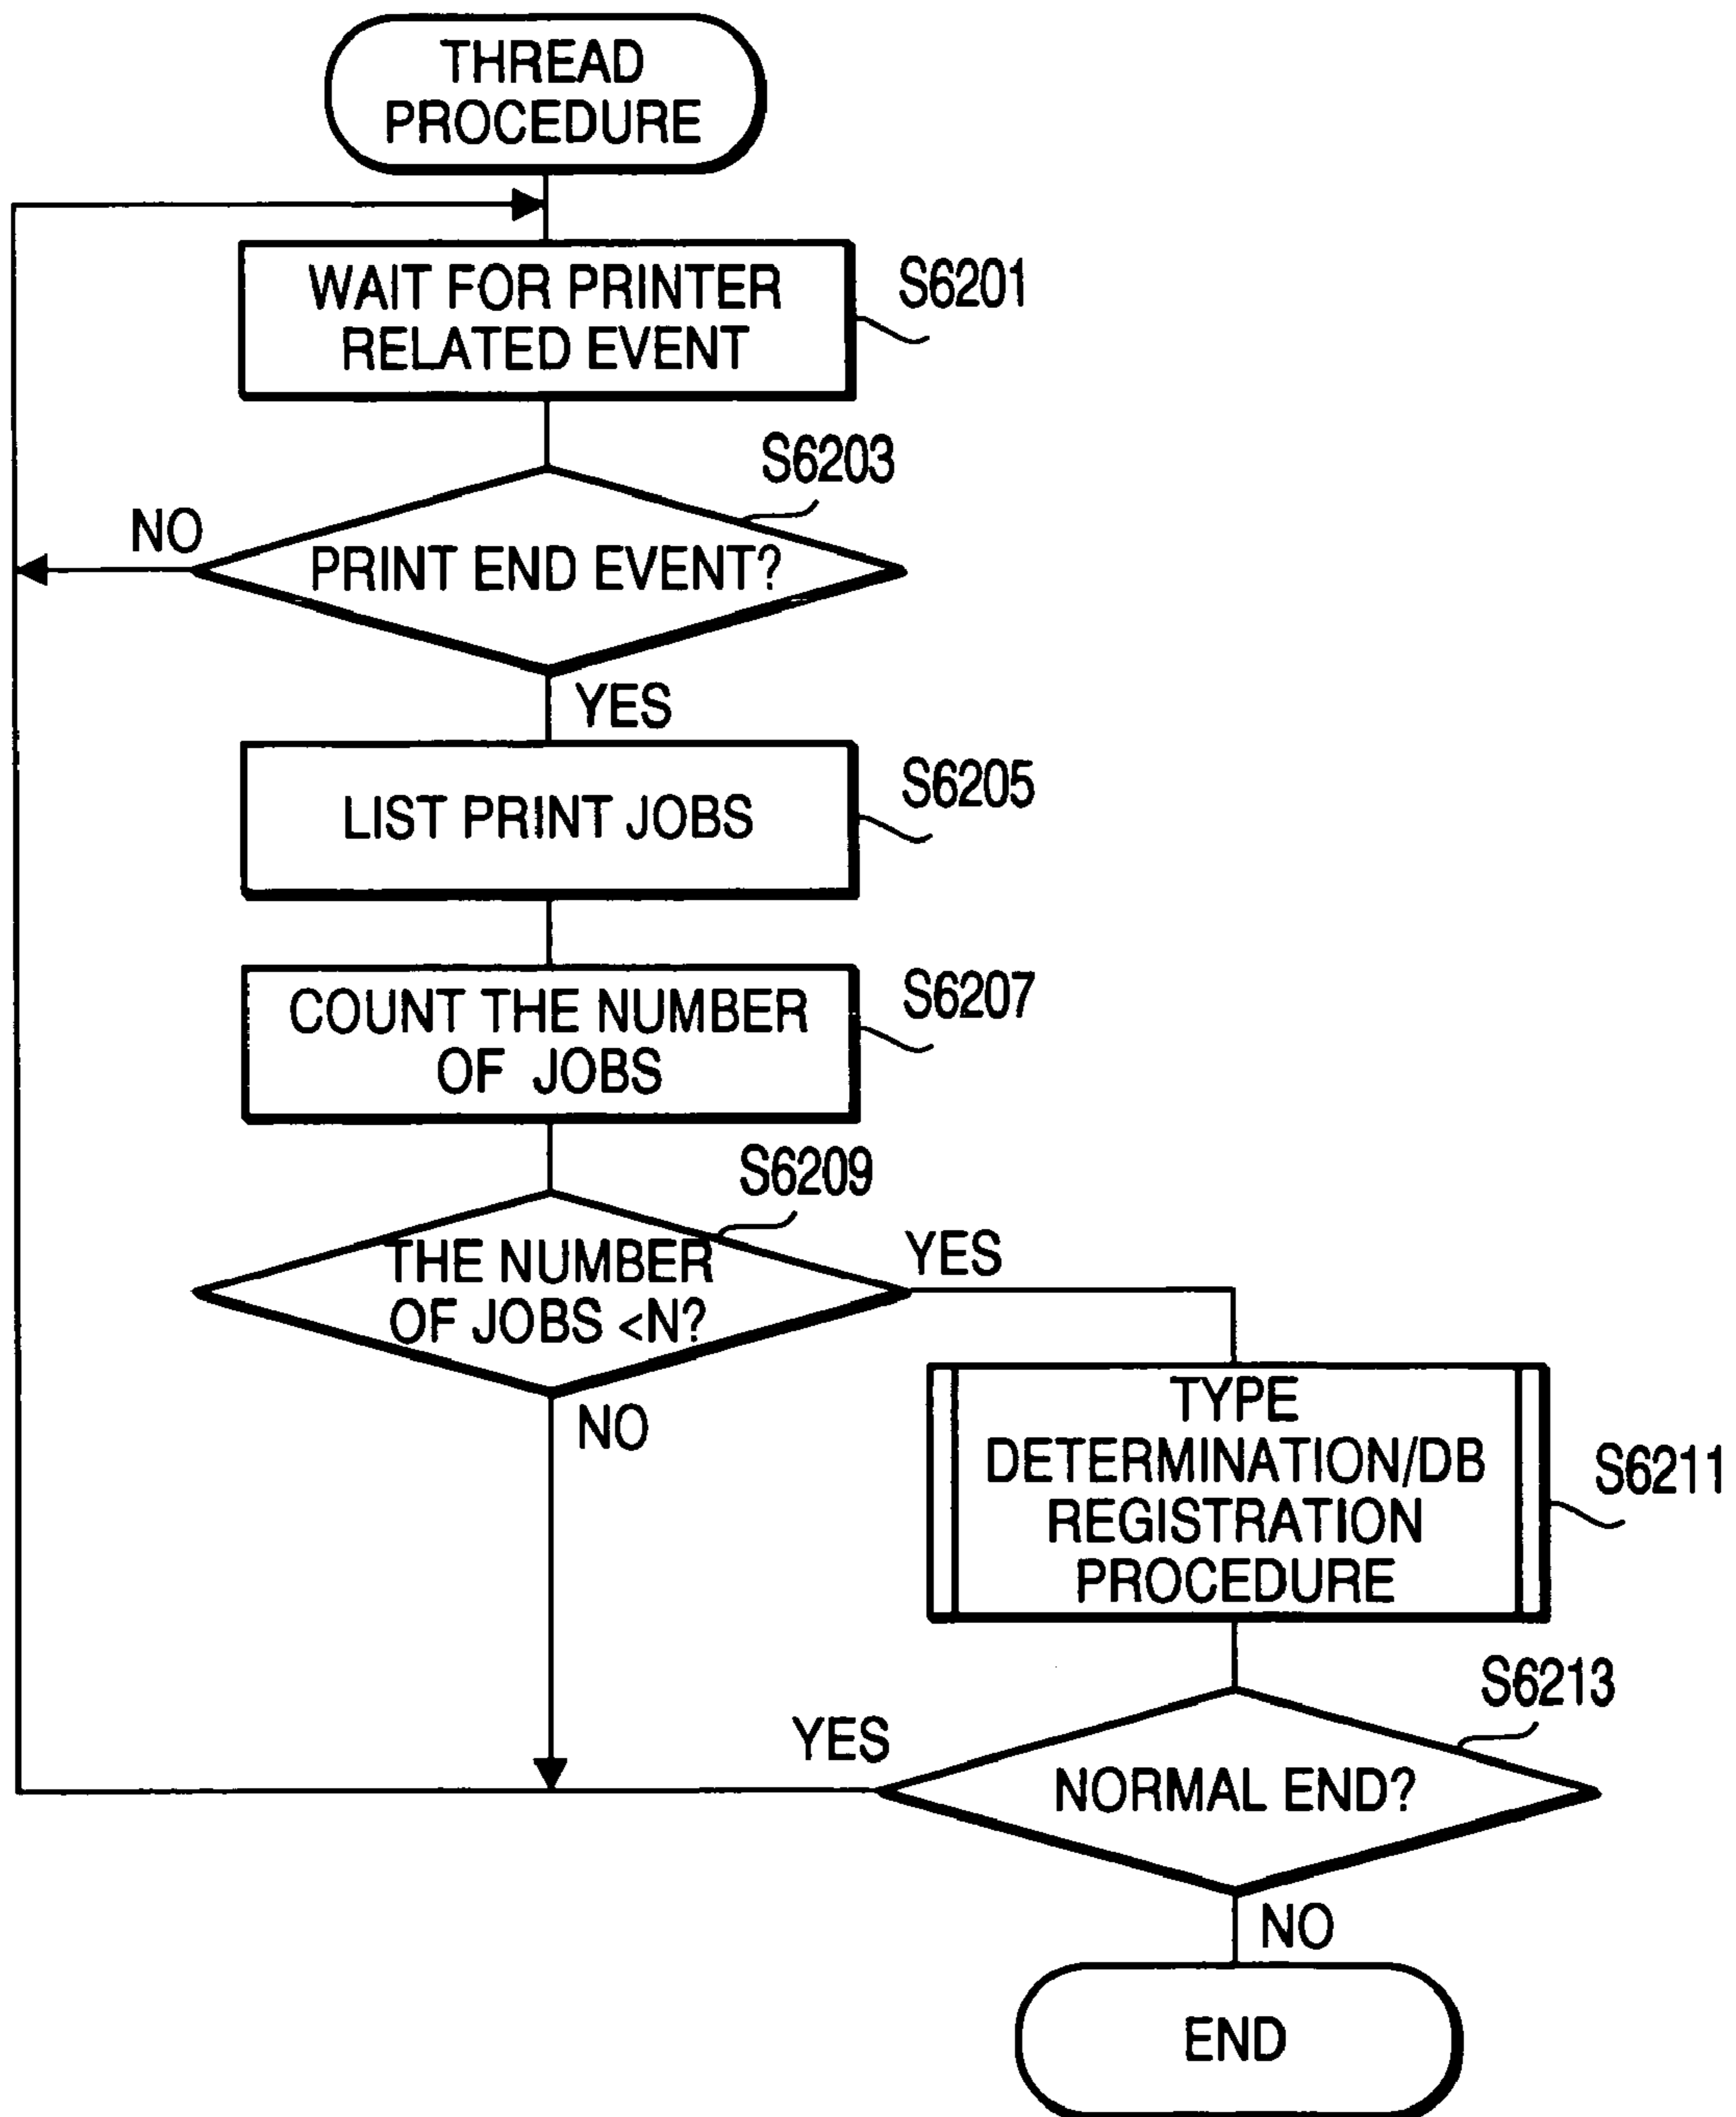 THREAD
PROCEDURE
WAIT FOR PRINTER
RELATED EVENT
S6201
S6203
NO
PRINT END EVENT?
YES
LIST PRINT JOBS
S6205
COUNT THE NUMBER
OF JOBS
S6207
S6209
THE NUMBER
OF JOBS <N?
YES
NO
TYPE
DETERMINATION/DB
REGISTRATION
PROCEDURE
S6211
S6213
YES
NORMAL END?
NO
END